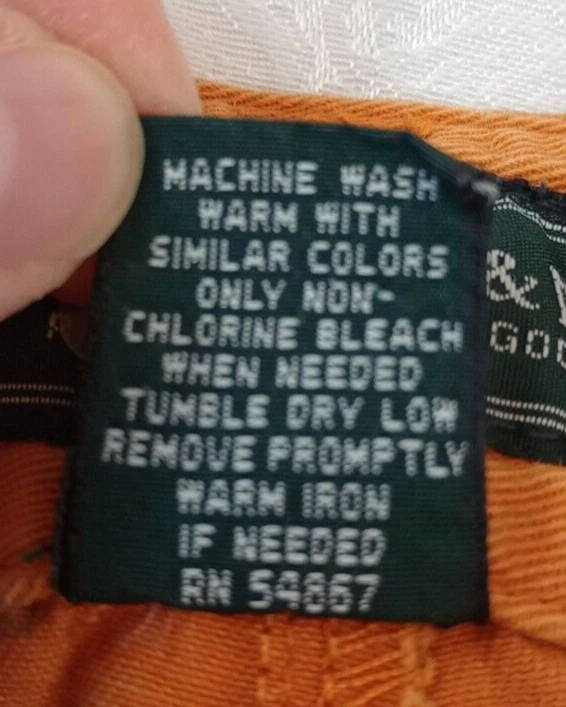 MACHINE WASH
WARM WITH
SIMILAR COLORS
ONLY NON-
CHLORINE BLEACH
WHEN NEEDED
TUMBLE DRY LOW
REMOVE PROMPTLY
WARM IRON
IF NEEDED
RN 54867
&